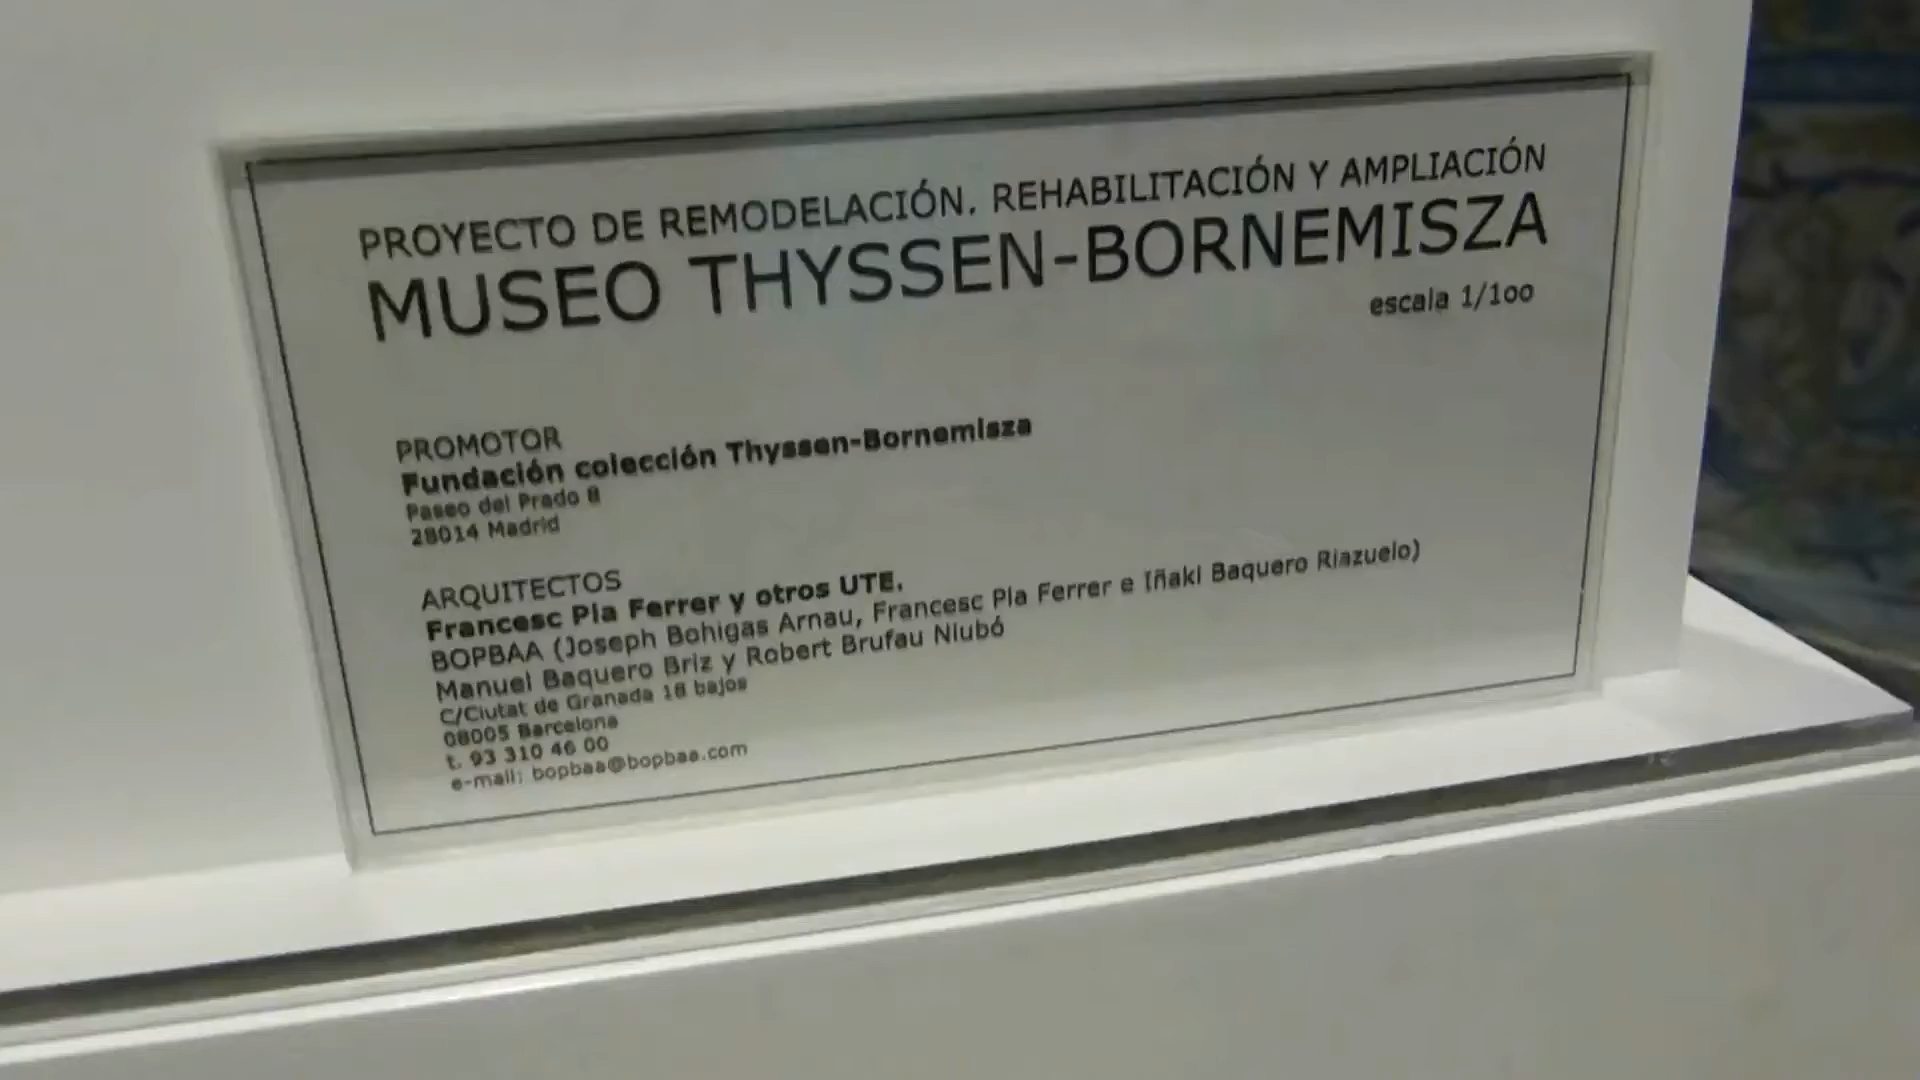 PROYECTO DE REMODELACIÓN. REHABILITACIÓN Y AMPLIACIÓN
MUSEO THYSSEN-BORNEMISZA
escala 1/1oo
PROMOTOR
Fundación colección Thyssen-Bornemisza
Paseo del Prado 8
28014 Madrid
ARQUITECTOS
Francesc Pla Ferrer y otros UTE.
BOPBAA (Joseph Bohigas Arnau, Francesc Pla Ferrer e Iñaki Baquero Riazuelo)
Manuel Baquero Briz y Robert Brufau Niubó
C/Ciutat de Granada 18 bajos
08005 Barcelona
t. 93 310 46 00
e-mail: bopbaa@bopbaa.com